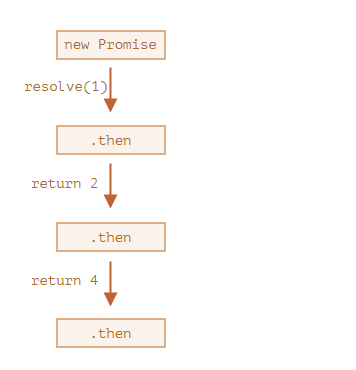 new Promise
resolve(1)
.then
return 2
.then
return 4
.then